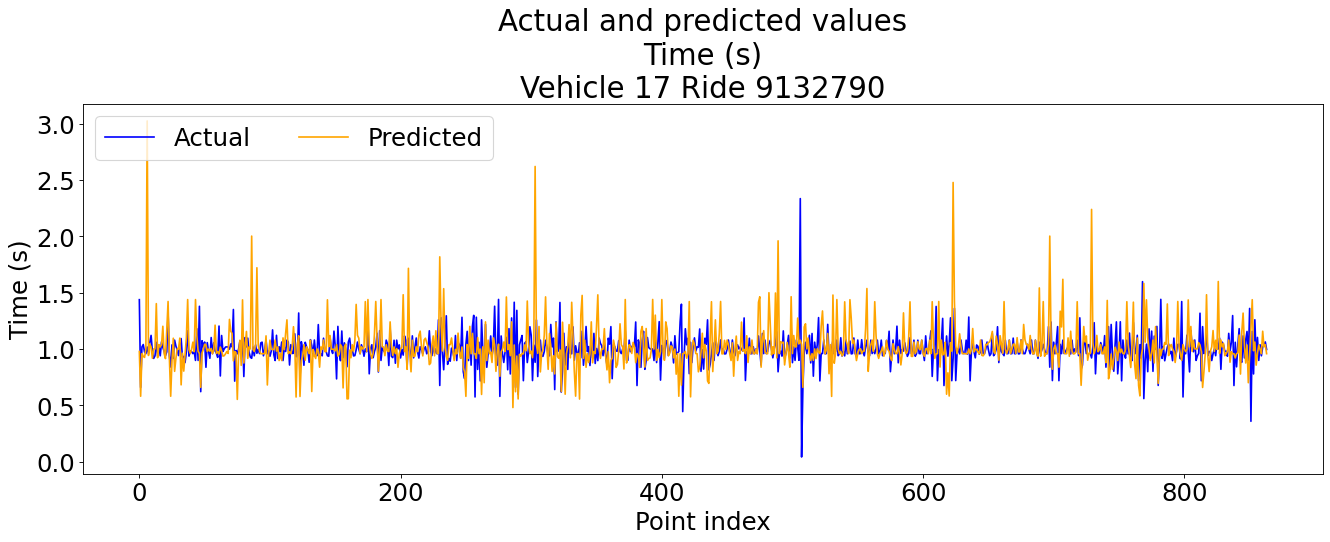 Actual and predicted values
Time (s)
Vehicle 17 Ride 9132790
Actual
Predicted
3.0
2.5
2.0
1.5
1.0
0.5
0.0
Time (s)
0
200
400
600
800
Point index